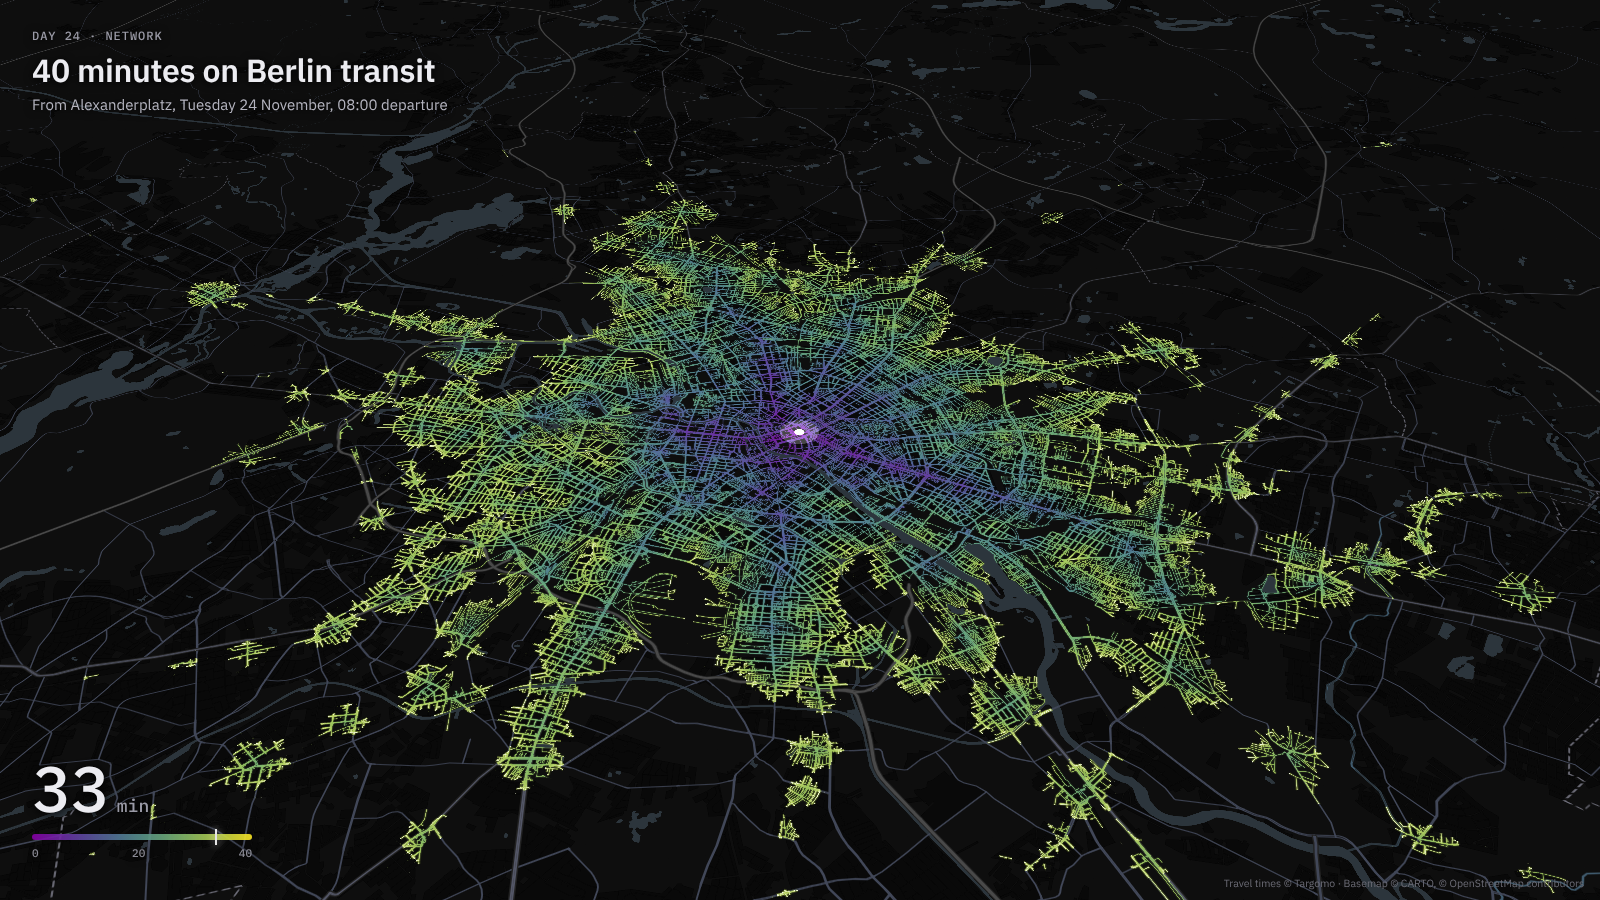 DAY 24 · NETWORK
40 minutes on Berlin transit
From Alexanderplatz, Tuesday 24 November, 08:00 departure
33 min
0 20 40
Travel times © Targomo · Basemap © CARTO, © OpenStreetMap contributors